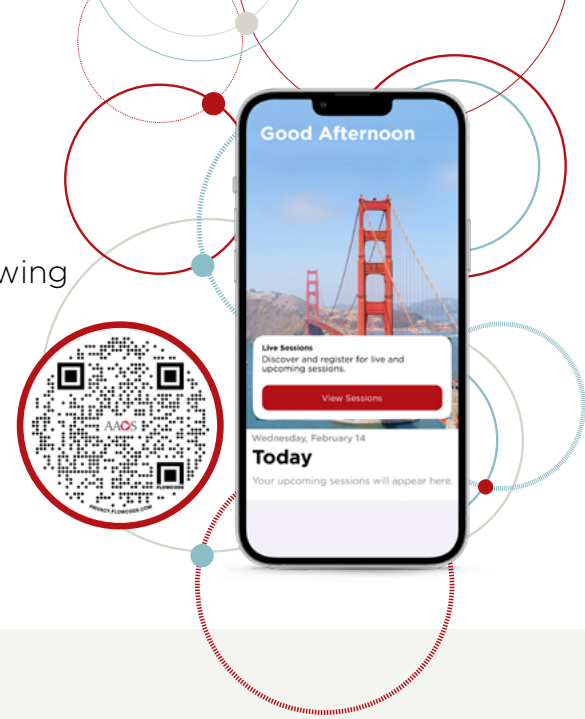 Good Afternoon
wing
Live Sessions
Discover and register for live and
upcoming sessions.
View Sessions
AAOS
FLOWCODE
PRIVACY.FLOWCODE.COM
Wednesday, February 14
Today
Your upcoming sessions will appear here.